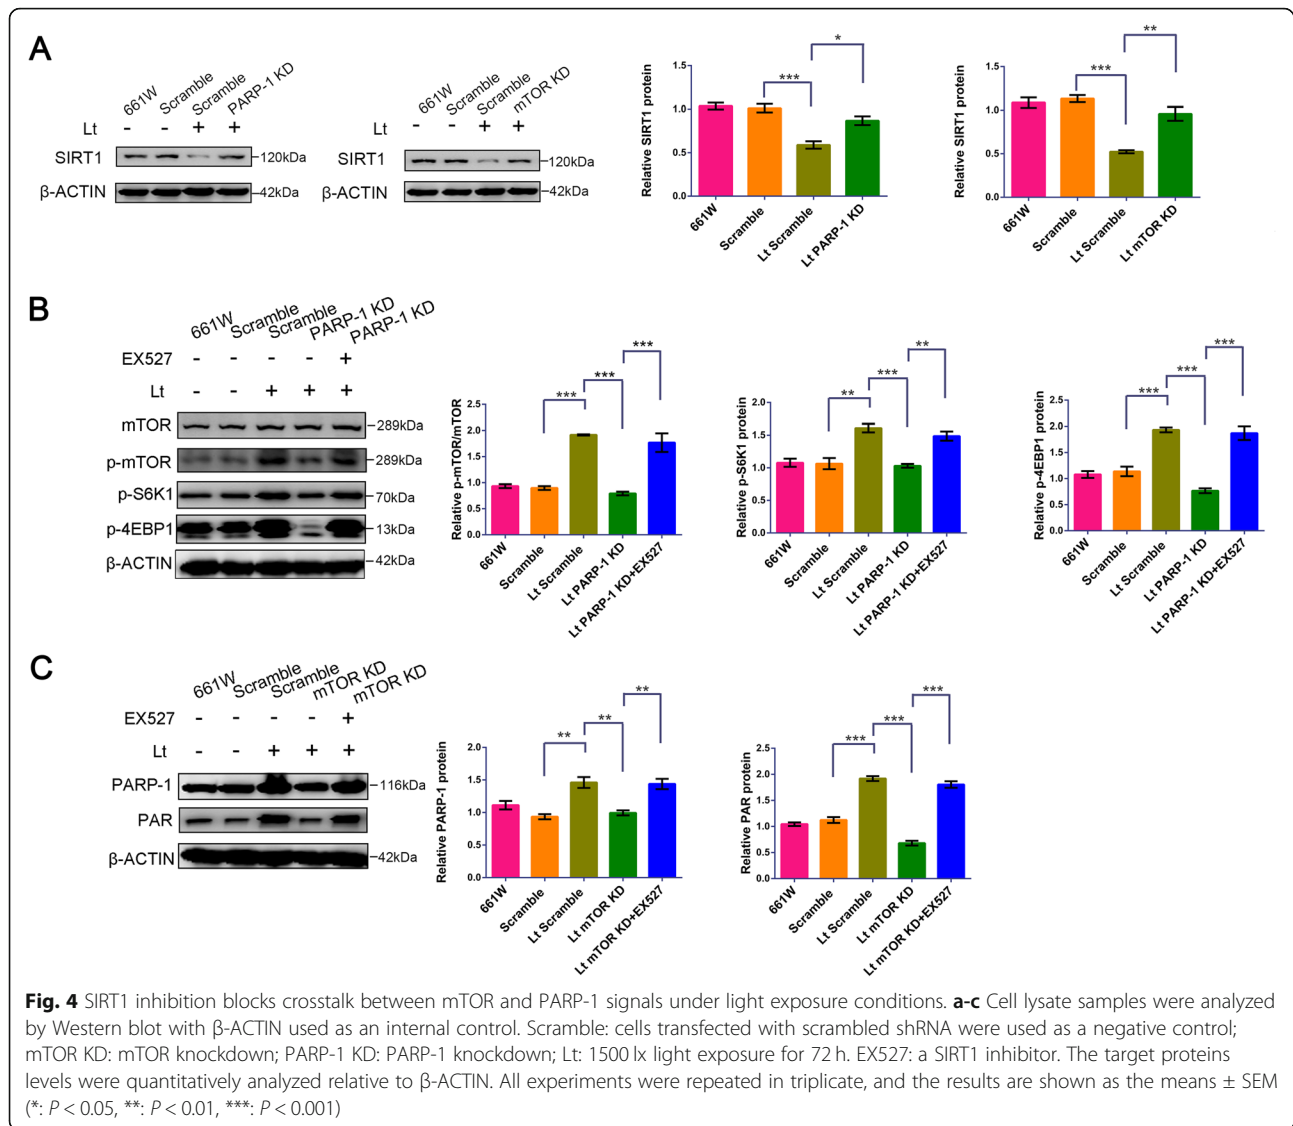 A
661W Scramble Scramble PARP-1 KD
Lt - - + +
SIRT1 120kDa
β-ACTIN 42kDa
661W Scramble Scramble mTOR KD
Lt - - + +
SIRT1 120kDa
β-ACTIN 42kDa
Relative SIRT1 protein
1.5
1.0
0.5
0.0
*** *
661W Scramble Lt Scramble Lt PARP-1 KD
Relative SIRT1 protein
1.5
1.0
0.5
0.0
*** **
661W Scramble Lt Scramble Lt mTOR KD
B
661W Scramble Scramble PARP-1 KD PARP-1 KD
EX527 - - - - +
Lt - - + + +
mTOR 289kDa
p-mTOR 289kDa
p-S6K1 70kDa
p-4EBP1 13kDa
β-ACTIN 42kDa
Relative p-mTOR/mTOR
2.5
2.0
1.5
1.0
0.5
0.0
*** *** ***
661W Scramble Lt Scramble Lt PARP-1 KD Lt PARP-1 KD+EX527
Relative p-S6K1 protein
2.0
1.5
1.0
0.5
0.0
** *** **
661W Scramble Lt Scramble Lt PARP-1 KD Lt PARP-1 KD+EX527
Relative p-4EBP1 protein
2.5
2.0
1.5
1.0
0.5
0.0
*** *** ***
661W Scramble Lt Scramble Lt PARP-1 KD Lt PARP-1 KD+EX527
C
661W Scramble Scramble mTOR KD mTOR KD
EX527 - - - - +
Lt - - + + +
PARP-1 116kDa
PAR
β-ACTIN 42kDa
Relative PARP-1 protein
2.0
1.5
1.0
0.5
0.0
** ** **
661W Scramble Lt Scramble Lt mTOR KD Lt mTOR KD+EX527
Relative PAR protein
2.5
2.0
1.5
1.0
0.5
0.0
*** *** ***
661W Scramble Lt Scramble Lt mTOR KD Lt mTOR KD+EX527
Fig. 4 SIRT1 inhibition blocks crosstalk between mTOR and PARP-1 signals under light exposure conditions. a-c Cell lysate samples were analyzed
by Western blot with β-ACTIN used as an internal control. Scramble: cells transfected with scrambled shRNA were used as a negative control;
mTOR KD: mTOR knockdown; PARP-1 KD: PARP-1 knockdown; Lt: 1500 lx light exposure for 72 h. EX527: a SIRT1 inhibitor. The target proteins
levels were quantitatively analyzed relative to β-ACTIN. All experiments were repeated in triplicate, and the results are shown as the means ± SEM
(*: P < 0.05, **: P < 0.01, ***: P < 0.001)